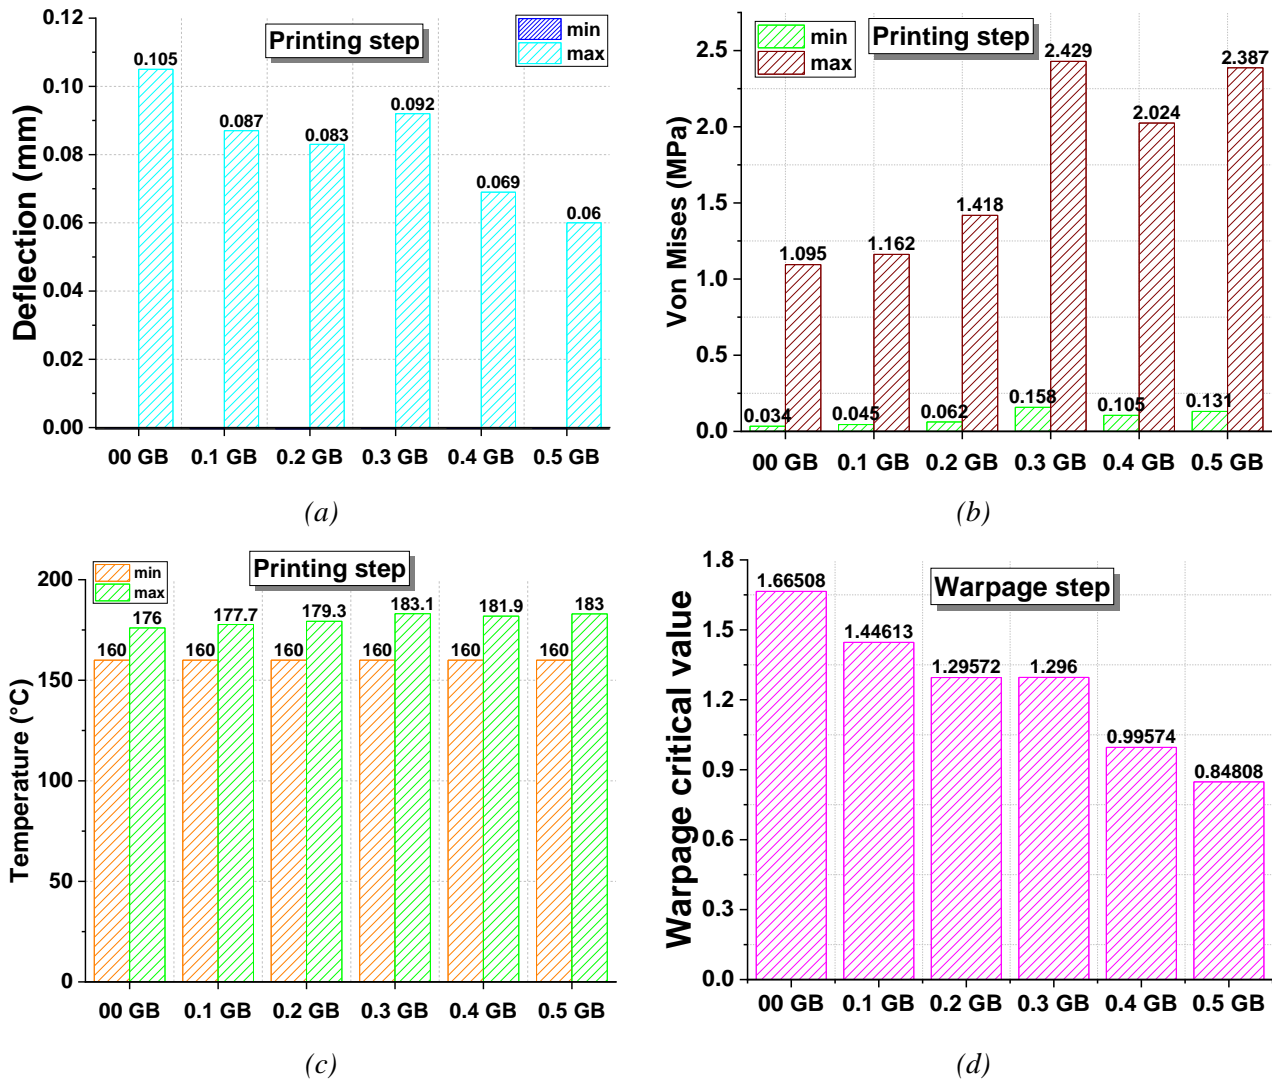 Printing step
min
max
Deflection (mm)
0.12
0.10
0.08
0.06
0.04
0.02
0.00
0.105
0.087
0.083
0.092
0.069
0.06
00 GB 0.1 GB 0.2 GB 0.3 GB 0.4 GB 0.5 GB
(a)
Printing step
min
max
Von Mises (MPa)
2.5
2.0
1.5
1.0
0.5
0.0
0.034
1.095
0.045
1.162
0.062
1.418
0.158
2.429
0.105
2.024
0.131
2.387
00 GB 0.1 GB 0.2 GB 0.3 GB 0.4 GB 0.5 GB
(b)
Printing step
min
max
Temperature (°C)
200
150
100
50
0
160
176
160
177.7
160
179.3
160
183.1
160
181.9
160
183
00 GB 0.1 GB 0.2 GB 0.3 GB 0.4 GB 0.5 GB
(c)
Warpage step
Warpage critical value
1.8
1.5
1.2
0.9
0.6
0.3
0.0
1.66508
1.44613
1.29572
1.296
0.99574
0.84808
00 GB 0.1 GB 0.2 GB 0.3 GB 0.4 GB 0.5 GB
(d)